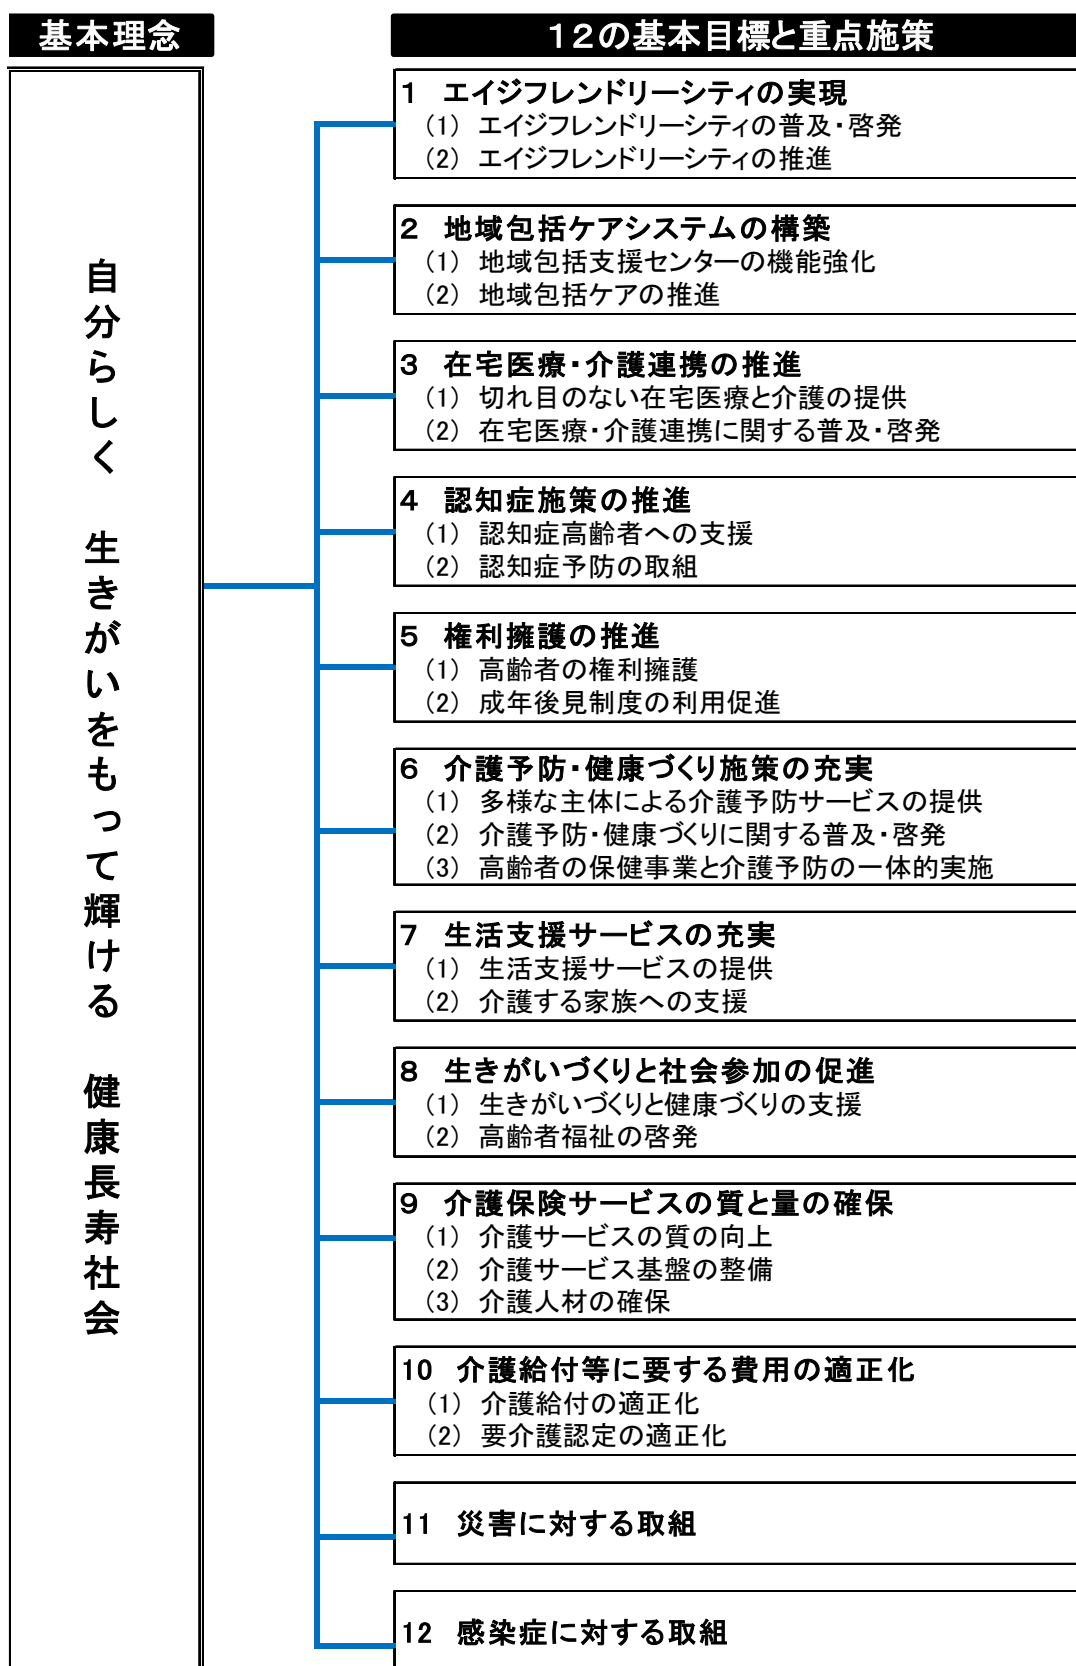 基本理念
自分らしく　生きがいをもって輝ける　健康長寿社会
１２の基本目標と重点施策
１　エイジフレンドリーシティの実現
(1)　エイジフレンドリーシティの普及・啓発
(2)　エイジフレンドリーシティの推進
２　地域包括ケアシステムの構築
(1)　地域包括支援センターの機能強化
(2)　地域包括ケアの推進
３　在宅医療・介護連携の推進
(1)　切れ目のない在宅医療と介護の提供
(2)　在宅医療・介護連携に関する普及・啓発
４　認知症施策の推進
(1)　認知症高齢者への支援
(2)　認知症予防の取組
５　権利擁護の推進
(1)　高齢者の権利擁護
(2)　成年後見制度の利用促進
６　介護予防・健康づくり施策の充実
(1)　多様な主体による介護予防サービスの提供
(2)　介護予防・健康づくりに関する普及・啓発
(3)　高齢者の保健事業と介護予防の一体的実施
７　生活支援サービスの充実
(1)　生活支援サービスの提供
(2)　介護する家族への支援
８　生きがいづくりと社会参加の促進
(1)　生きがいづくりと健康づくりの支援
(2)　高齢者福祉の啓発
９　介護保険サービスの質と量の確保
(1)　介護サービスの質の向上
(2)　介護サービス基盤の整備
(3)　介護人材の確保
10　介護給付等に要する費用の適正化
(1)　介護給付の適正化
(2)　要介護認定の適正化
11　災害に対する取組
12　感染症に対する取組